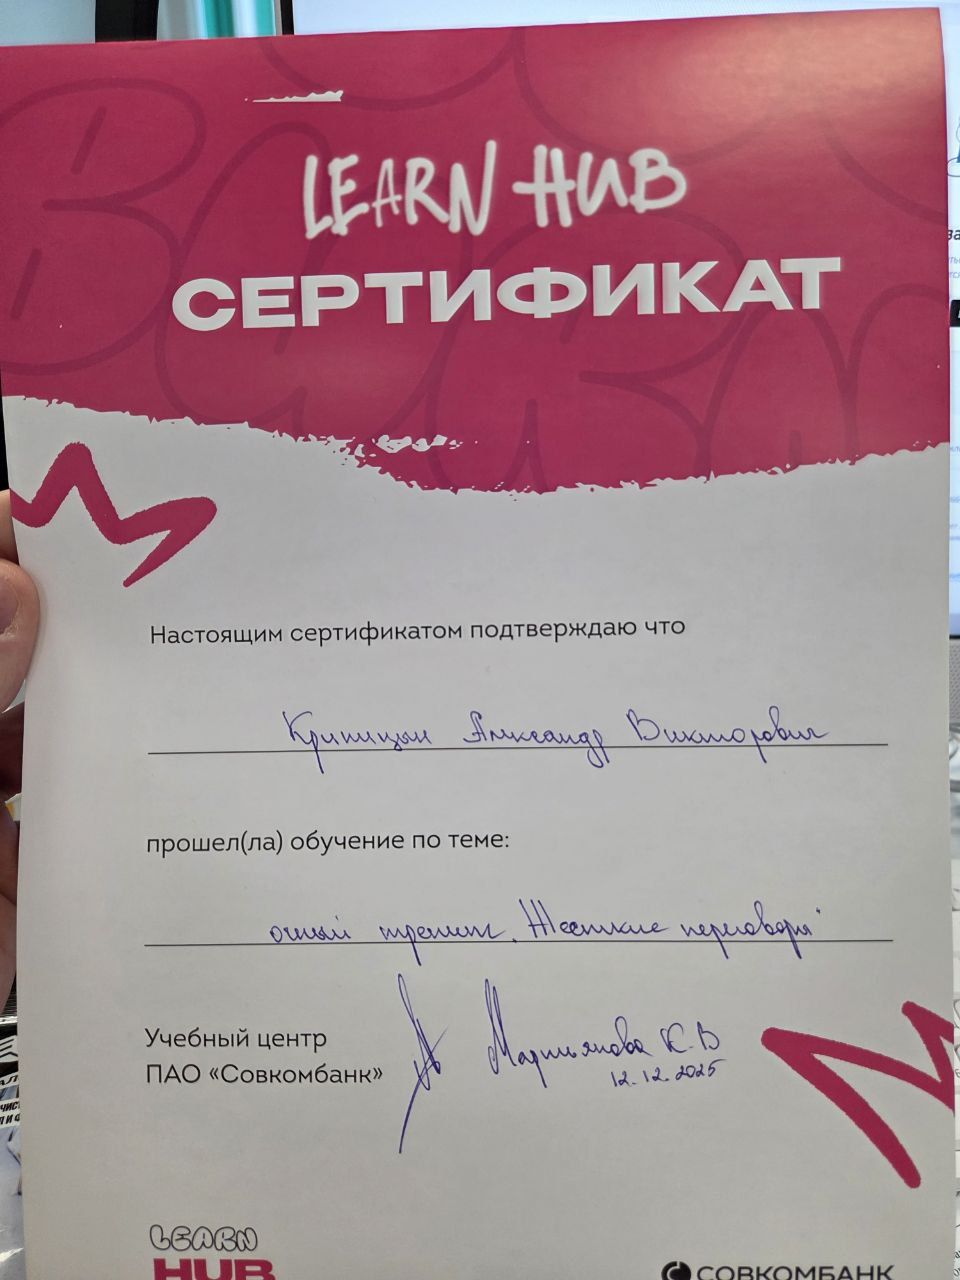 LEARN HUB
СЕРТИФИКАТ
Настоящим сертификатом подтверждаю что
Криницын Александр Викторович
прошел(ла) обучение по теме:
очный тренинг "Жесткие переговоры"
Учебный центр
ПАО «Совкомбанк»
К.В
12.12.2025
LEARN
HUB
СОВКОМБАНК